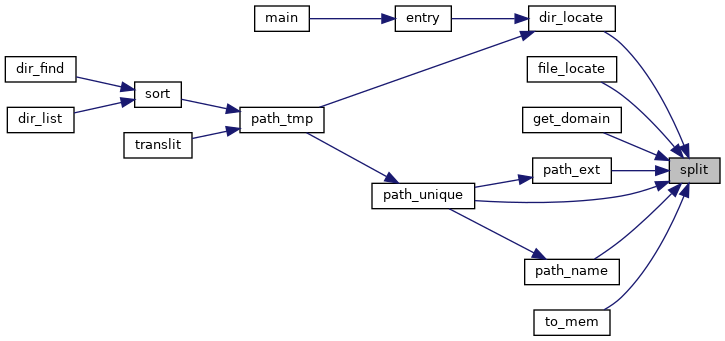 main
entry
dir_locate
dir_find
file_locate
sort
dir_list
path_tmp
get_domain
translit
path_ext
split
path_unique
path_name
to_mem